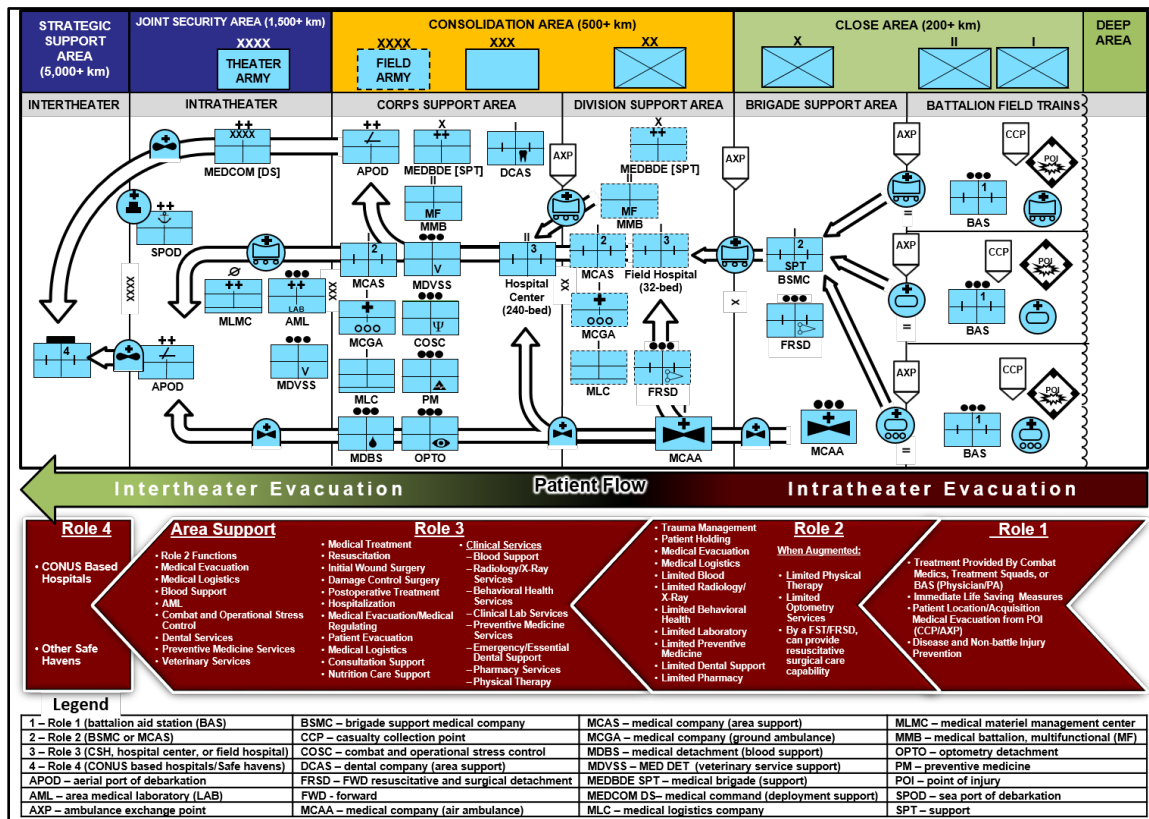 STRATEGIC
SUPPORT
AREA
(5,000+ km)
JOINT SECURITY AREA (1,500+ km)
XXXX
THEATER
ARMY
CONSOLIDATION AREA (500+ km)
XXXX
FIELD
ARMY
XXX
XX
CLOSE AREA (200+ km)
X
II
I
DEEP
AREA
INTERTHEATER
INTRATHEATER
CORPS SUPPORT AREA
DIVISION SUPPORT AREA
BRIGADE SUPPORT AREA
BATTALION FIELD TRAINS
++
XXXX
MEDCOM [DS]
++
APOD
X
++
MEDBDE [SPT]
I
DCAS
AXP
X
++
MEDBDE [SPT]
AXP
AXP
CCP
POI
1
BAS
II
MF
MMB
II
MF
MMB
++
SPOD
XXXX
I
2
MCAS
V
MDVSS
II
3
Hospital
Center
(240-bed)
I
2
MCAS
I
3
Field Hospital
(32-bed)
I
2
SPT
BSMC
=
AXP
CCP
POI
1
BAS
Ø
++
MLMC
++
LAB
AML
XXX
I
MCGA
Ψ
COSC
XX
I
MCGA
X
FRSD
=
4
++
APOD
V
MDVSS
I
MLC
PM
I
MLC
FRSD
AXP
CCP
POI
1
BAS
MDBS
OPTO
I
MCAA
MCAA
=
Intertheater Evacuation
Patient Flow
Intratheater Evacuation
Role 4
• CONUS Based
Hospitals
• Other Safe
Havens
Area Support
• Role 2 Functions
• Medical Evacuation
• Medical Logistics
• Blood Support
• AML
• Combat and Operational Stress
Control
• Dental Services
• Preventive Medicine Services
• Veterinary Services
Role 3
• Medical Treatment
• Resuscitation
• Initial Wound Surgery
• Damage Control Surgery
• Postoperative Treatment
• Hospitalization
• Medical Evacuation/Medical
Regulating
• Patient Evacuation
• Medical Logistics
• Consultation Support
• Nutrition Care Support
• Clinical Services
– Blood Support
– Radiology/X-Ray
Services
– Behavioral Health
Services
– Clinical Lab Services
– Preventive Medicine
Services
– Emergency/Essential
Dental Support
– Pharmacy Services
– Physical Therapy
• Trauma Management
• Patient Holding
• Medical Evacuation
• Medical Logistics
• Limited Blood
• Limited Radiology/
X-Ray
• Limited Behavioral
Health
• Limited Laboratory
• Limited Preventive
Medicine
• Limited Dental Support
• Limited Pharmacy
Role 2
When Augmented:
• Limited Physical
Therapy
• Limited
Optometry
Services
• By a FST/FRSD,
can provide
resuscitative
surgical care
capability
Role 1
• Treatment Provided By Combat
Medics, Treatment Squads, or
BAS (Physician/PA)
• Immediate Life Saving Measures
• Patient Location/Acquisition
Medical Evacuation from POI
(CCP/AXP)
• Disease and Non-battle Injury
Prevention
Legend
1 – Role 1 (battalion aid station (BAS)
BSMC – brigade support medical company
MCAS – medical company (area support)
MLMC – medical materiel management center
2 – Role 2 (BSMC or MCAS)
CCP – casualty collection point
MCGA – medical company (ground ambulance)
MMB – medical battalion, multifunctional (MF)
3 – Role 3 (CSH, hospital center, or field hospital)
COSC – combat and operational stress control
MDBS – medical detachment (blood support)
OPTO – optometry detachment
4 – Role 4 (CONUS based hospitals/Safe havens)
DCAS – dental company (area support)
MDVSS – MED DET (veterinary service support)
PM – preventive medicine
APOD – aerial port of debarkation
FRSD – FWD resuscitative and surgical detachment
MEDBDE SPT – medical brigade (support)
POI – point of injury
AML – area medical laboratory (LAB)
FWD - forward
MEDCOM DS– medical command (deployment support)
SPOD – sea port of debarkation
AXP – ambulance exchange point
MCAA – medical company (air ambulance)
MLC – medical logistics company
SPT – support